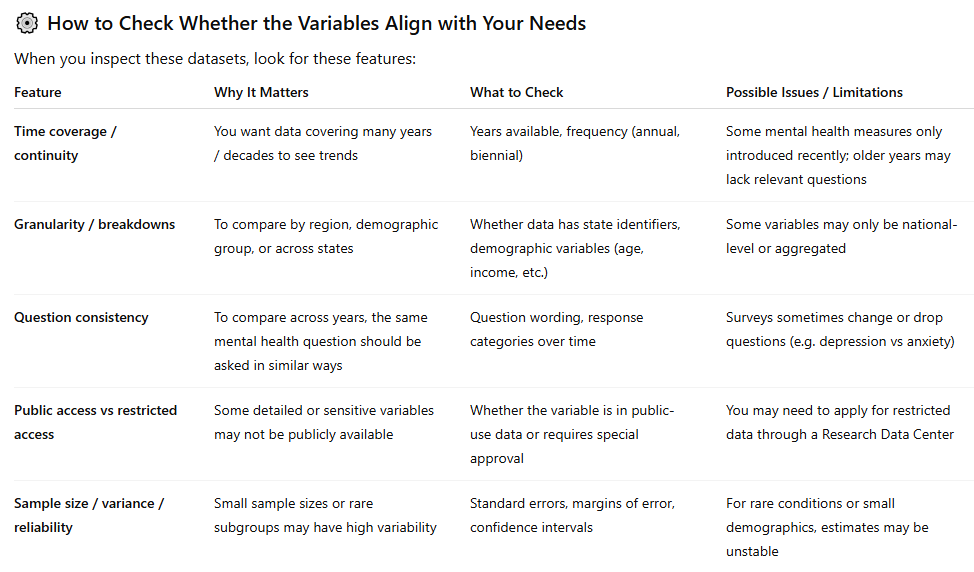 How to Check Whether the Variables Align with Your Needs
When you inspect these datasets, look for these features:
Feature Why It Matters What to Check Possible Issues / Limitations
Time coverage / You want data covering many years Years available, frequency (annual, Some mental health measures only
continuity / decades to see trends biennial) introduced recently; older years may
lack relevant questions
Granularity / breakdowns To compare by region, demographic Whether data has state identifiers, Some variables may only be national-
group, or across states demographic variables (age, level or aggregated
income, etc.)
Question consistency To compare across years, the same Question wording, response Surveys sometimes change or drop
mental health question should be categories over time questions (e.g. depression vs anxiety)
asked in similar ways
Public access vs restricted Some detailed or sensitive variables Whether the variable is in public- You may need to apply for restricted
access may not be publicly available use data or requires special data through a Research Data Center
approval
Sample size / variance / Small sample sizes or rare Standard errors, margins of error, For rare conditions or small
reliability subgroups may have high variability confidence intervals demographics, estimates may be
unstable